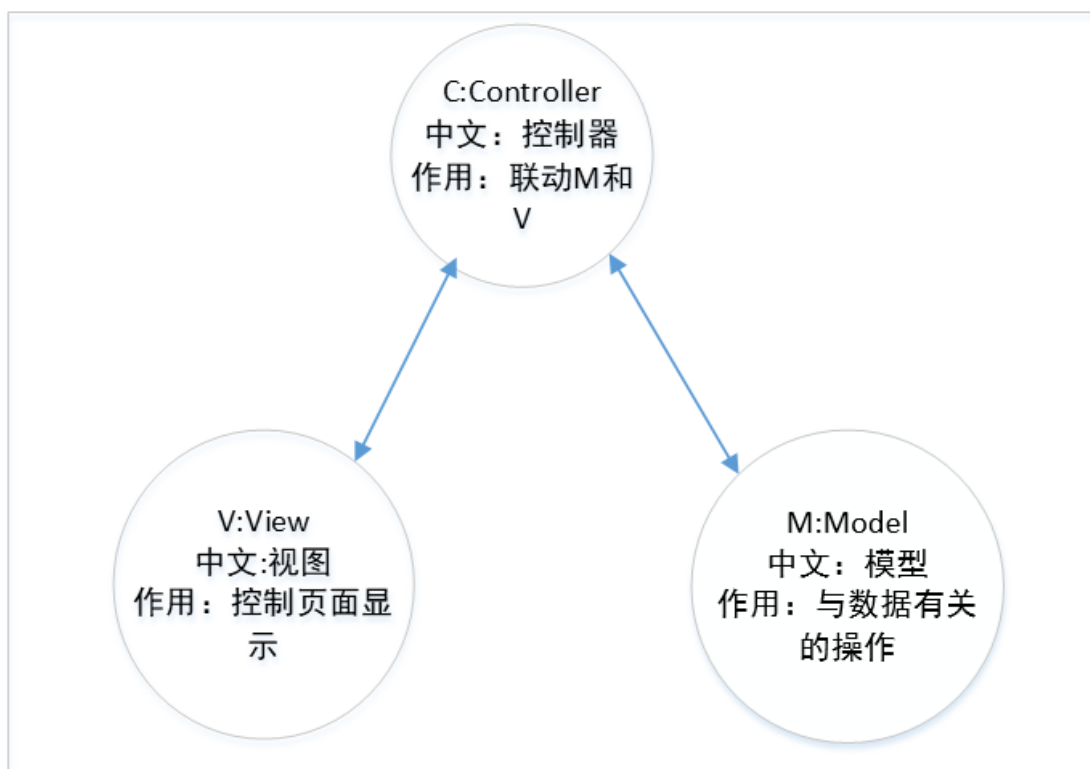 C:Controller
中文：控制器
作用：联动M和
V
V:View
中文:视图
作用：控制页面显
示
M:Model
中文：模型
作用：与数据有关
的操作